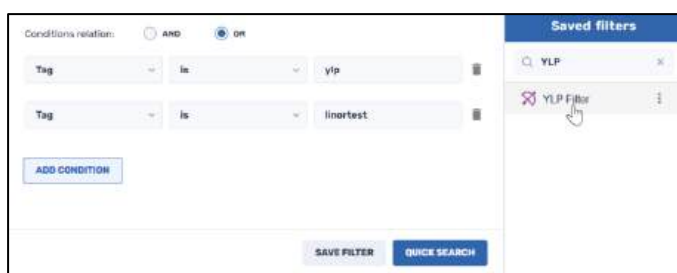 Conditions relation: AND OR
Tag is ylp
Tag is linortest
ADD CONDITION
SAVE FILTER QUICK SEARCH
Saved filters
YLP
YLP Filter